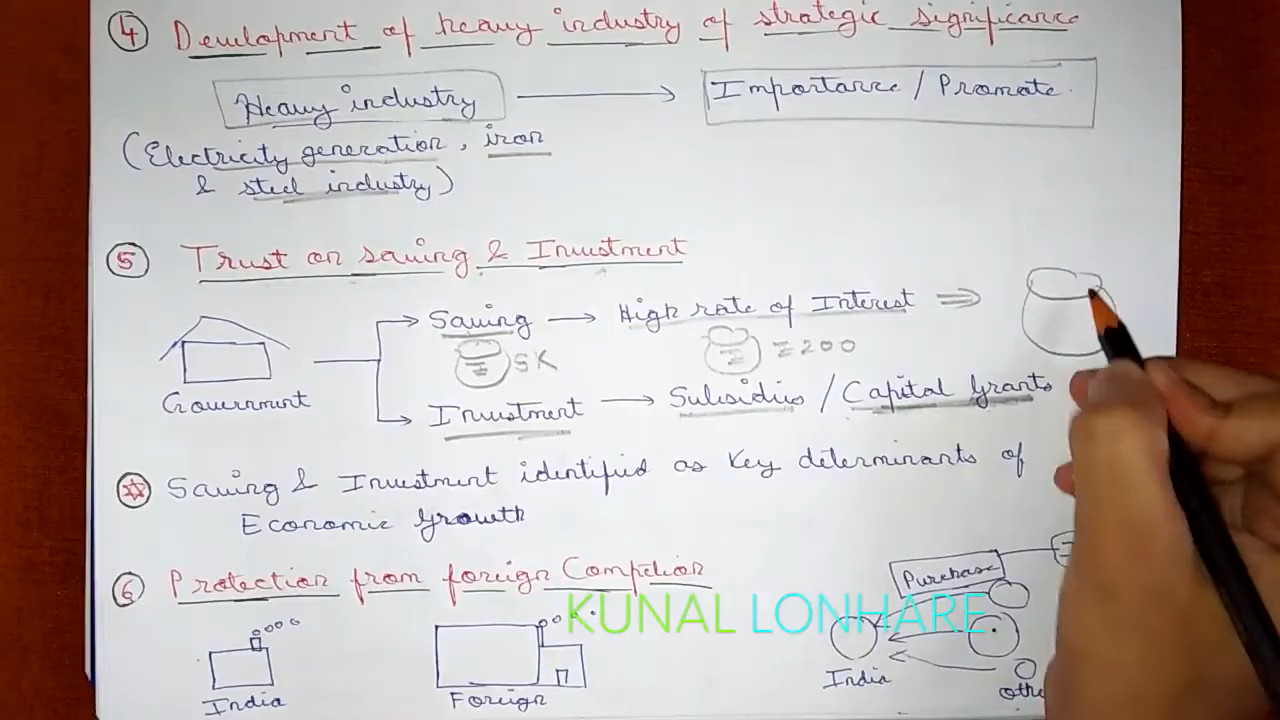 4 Development of heavy industry of strategic significance
Heavy industry Importance / Promote.
(Electricity generation, iron
& steel industry)
5 Trust on saving & Investment
Saving High rate of Interest
5K = 200
Government
Investment Subsidies / Capital Grants
Saving & Investment identified as key determinants of
Economic Growth
6 Protection from foreign Competion
Purchase
KUNAL LONHARE
India Foreign India othe